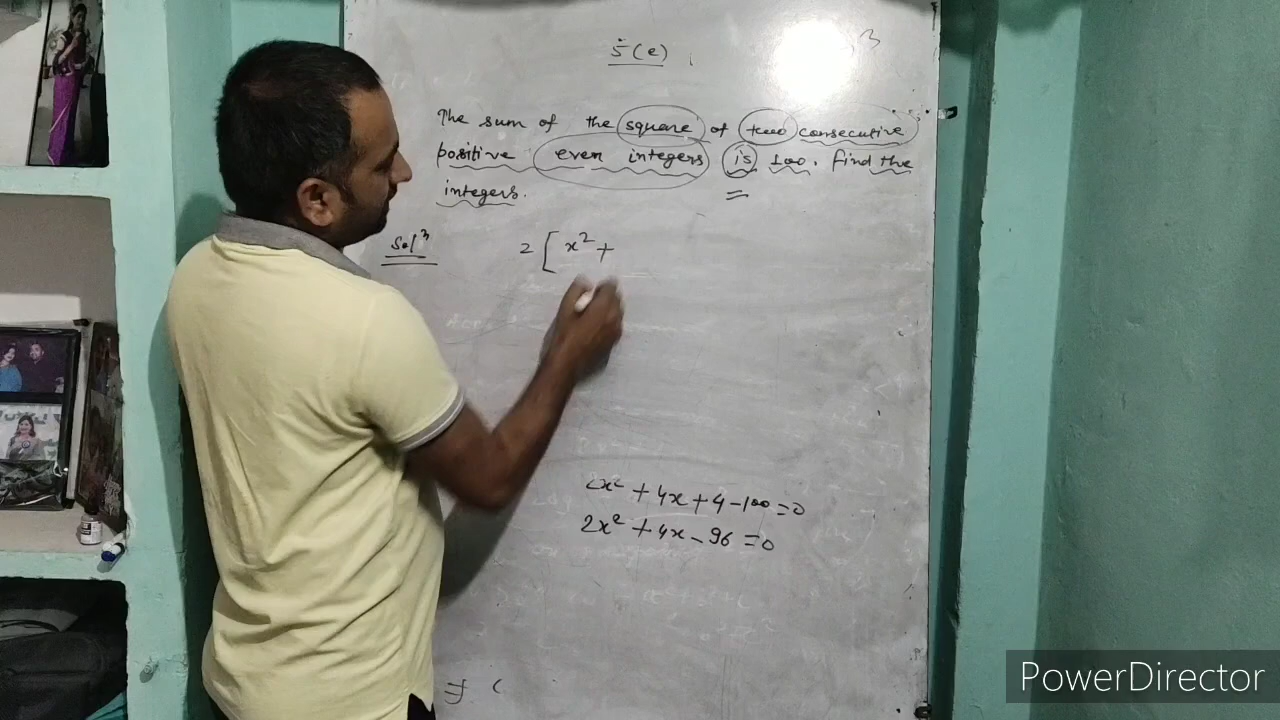 5(e)
The sum of the square of two consecutive
positive even integers is 100. find the
integers.
Sol^n
2 [ x² +
2x² + 4x + 4 - 100 = 0
2x² + 4x - 96 = 0
PowerDirector